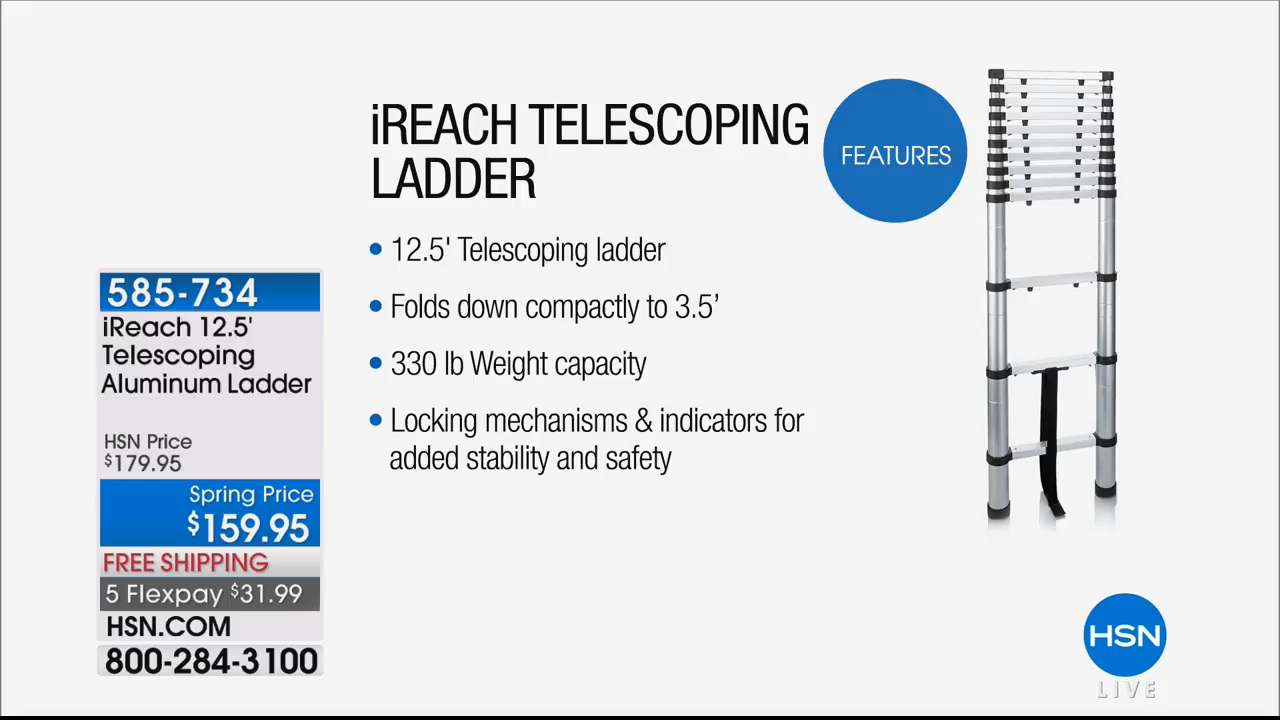 iREACH TELESCOPING
LADDER
FEATURES
• 12.5' Telescoping ladder
• Folds down compactly to 3.5’
• 330 lb Weight capacity
• Locking mechanisms & indicators for
added stability and safety
585-734
iReach 12.5'
Telescoping
Aluminum Ladder
HSN Price
$179.95
Spring Price
$159.95
FREE SHIPPING
5 Flexpay $31.99
HSN.COM
800-284-3100
HSN
LIVE